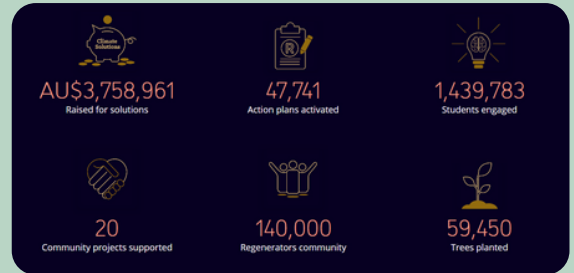 Climate
Solutions
AU$3,758,961
Raised for solutions
R
47,741
Action plans activated
1,439,783
Students engaged
20
Community projects supported
140,000
Regenerators community
59,450
Trees planted